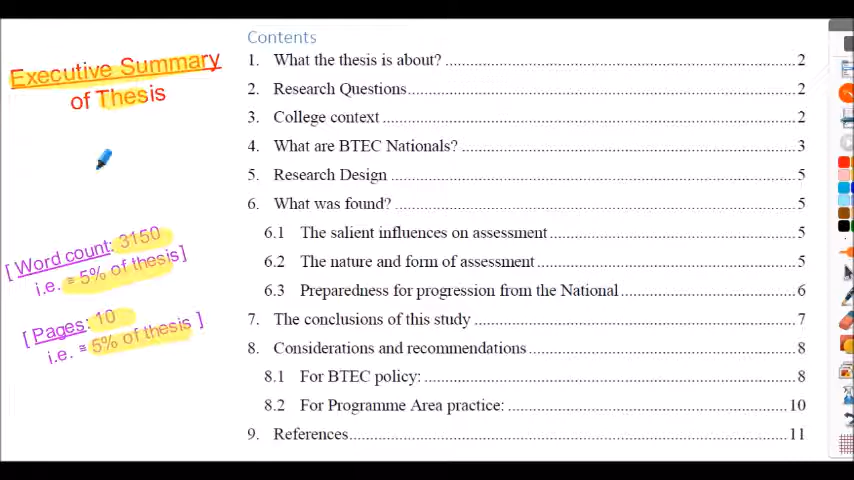 Executive Summary
of Thesis
[ Word count: 3150
i.e. ≅ 5% of thesis]
[ Pages: 10
i.e. ≅ 5% of thesis ]
Contents
1. What the thesis is about? ........ 2
2. Research Questions ........ 2
3. College context ........ 2
4. What are BTEC Nationals? ........ 3
5. Research Design ........ 5
6. What was found? ........ 5
6.1 The salient influences on assessment ........ 5
6.2 The nature and form of assessment ........ 5
6.3 Preparedness for progression from the National ........ 6
7. The conclusions of this study ........ 7
8. Considerations and recommendations ........ 8
8.1 For BTEC policy: ........ 8
8.2 For Programme Area practice: ........ 10
9. References ........ 11